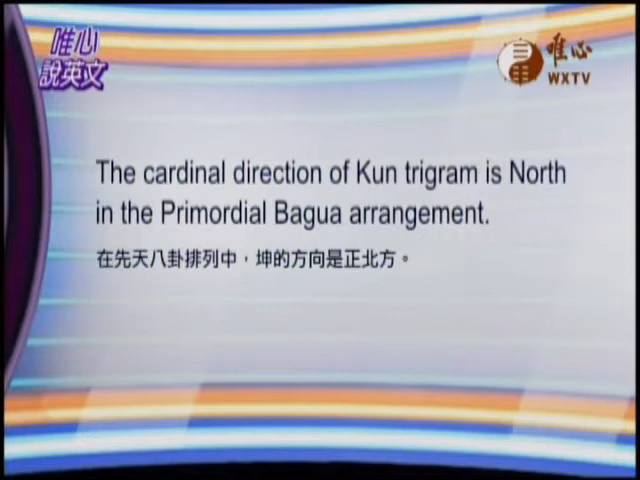 唯心
說英文
唯心
WXTV
The cardinal direction of Kun trigram is North
in the Primordial Bagua arrangement.
在先天八卦排列中，坤的方向是正北方。